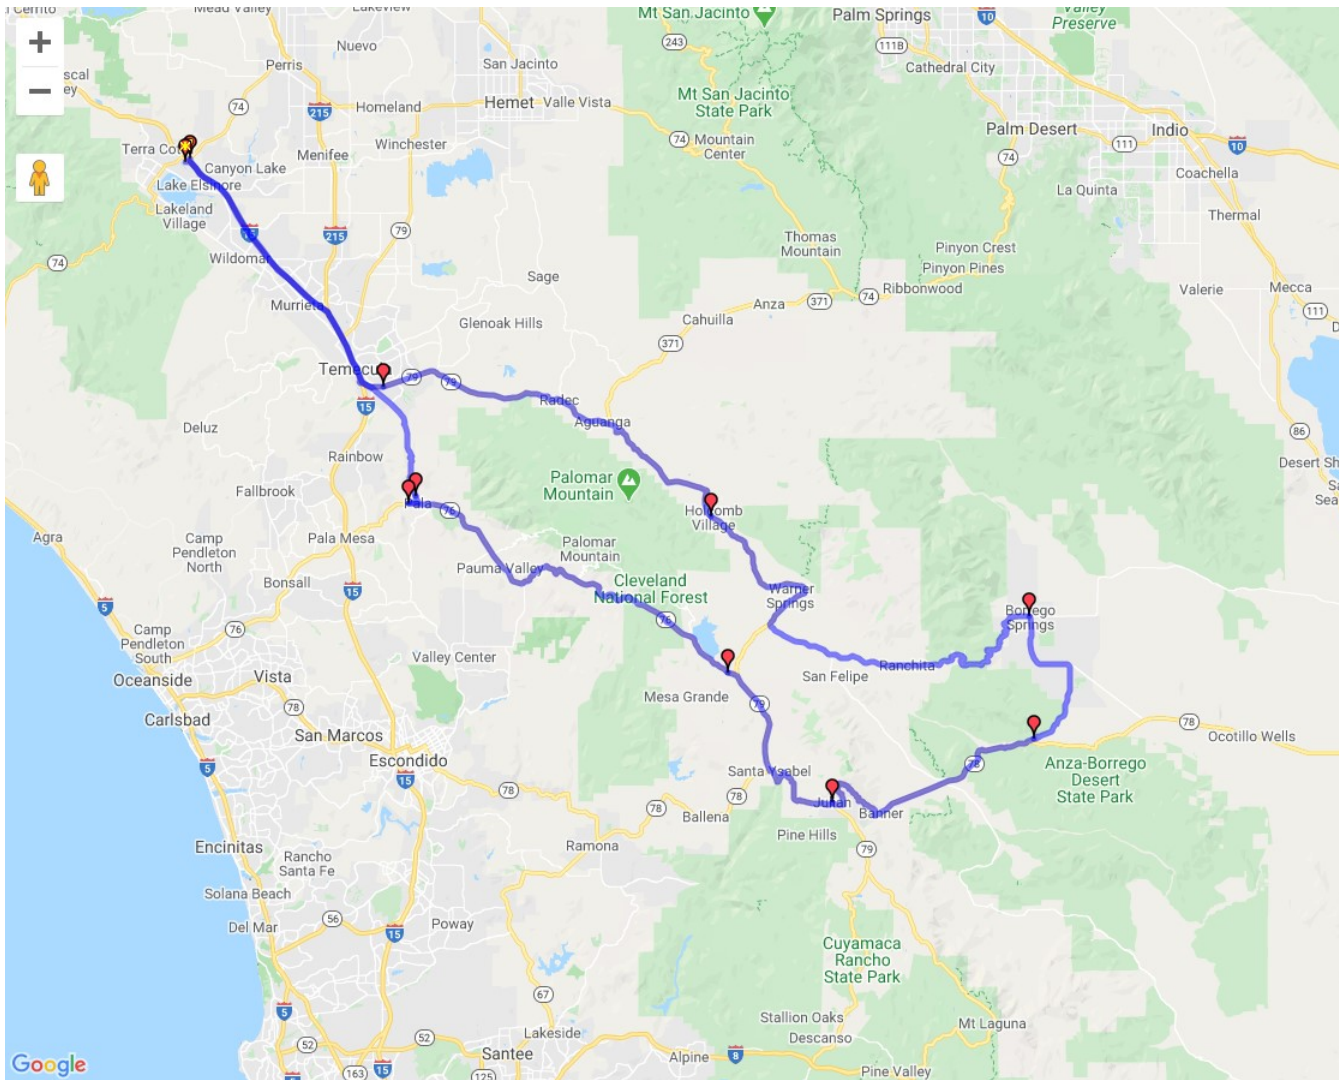 El Cerrito
Mead Valley
Lakeview
Mt San Jacinto
Palm Springs
10
Valley
Preserve
+
−
Nuevo
243
111B
Perris
San Jacinto
Cathedral City
215
74
Homeland
Hemet
Valle Vista
Mt San Jacinto
State Park
Terra Cotta
Winchester
74
Mountain
Center
Palm Desert
Indio
Menifee
111
10
Canyon Lake
74
Coachella
Lake Elsinore
La Quinta
Lakeland
Village
Thermal
215
79
Thomas
Mountain
Pinyon Crest
Wildomar
74
Pinyon Pines
Sage
Ribbonwood
Valerie
Mecca
Murrieta
Anza
371
74
111
Glenoak Hills
Cahuilla
371
Temecula
79
79
15
Radec
Aguanga
Deluz
86
Rainbow
Palomar
Mountain
Desert Sh
Fallbrook
Pala
76
Holcomb
Village
Agra
Camp
Pendleton
North
Pala Mesa
Palomar
Mountain
Pauma Valley
Bonsall
15
Cleveland
National Forest
Warner
Springs
5
76
76
Borrego
Springs
Camp
Pendleton
South
Valley Center
Ranchita
Oceanside
Vista
San Felipe
Mesa Grande
78
79
Carlsbad
San Marcos
78
Ocotillo Wells
Escondido
5
15
Santa Ysabel
78
Anza-Borrego
Desert
State Park
78
78
78
Julian
Ballena
Banner
Encinitas
Ramona
Pine Hills
79
Rancho
Santa Fe
Solana Beach
56
Poway
Del Mar
15
Cuyamaca
Rancho
State Park
67
5
Stallion Oaks
Mt Laguna
Lakeside
Descanso
52
52
Santee
Alpine
8
Google
163
15
125
Pine Valley